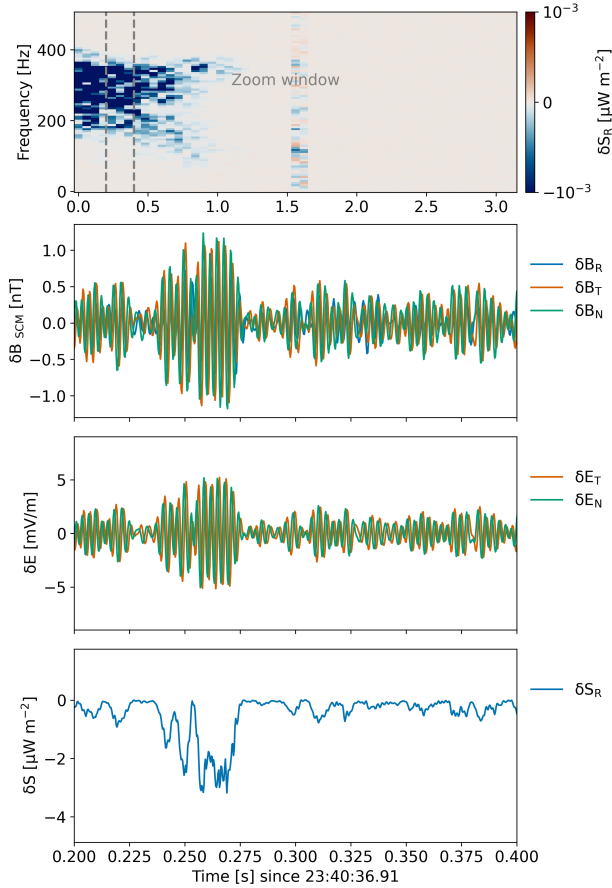 400
200
0
Frequency [Hz]
Zoom window
0.0 0.5 1.0 1.5 2.0 2.5 3.0
10⁻³
0
−10⁻³
δS_R [μW m⁻²]
1.0
0.5
0.0
−0.5
−1.0
δB SCM [nT]
δB_R
δB_T
δB_N
5
0
−5
δE [mV/m]
δE_T
δE_N
0
−2
−4
δS [μW m⁻²]
δS_R
0.200 0.225 0.250 0.275 0.300 0.325 0.350 0.375 0.400
Time [s] since 23:40:36.91